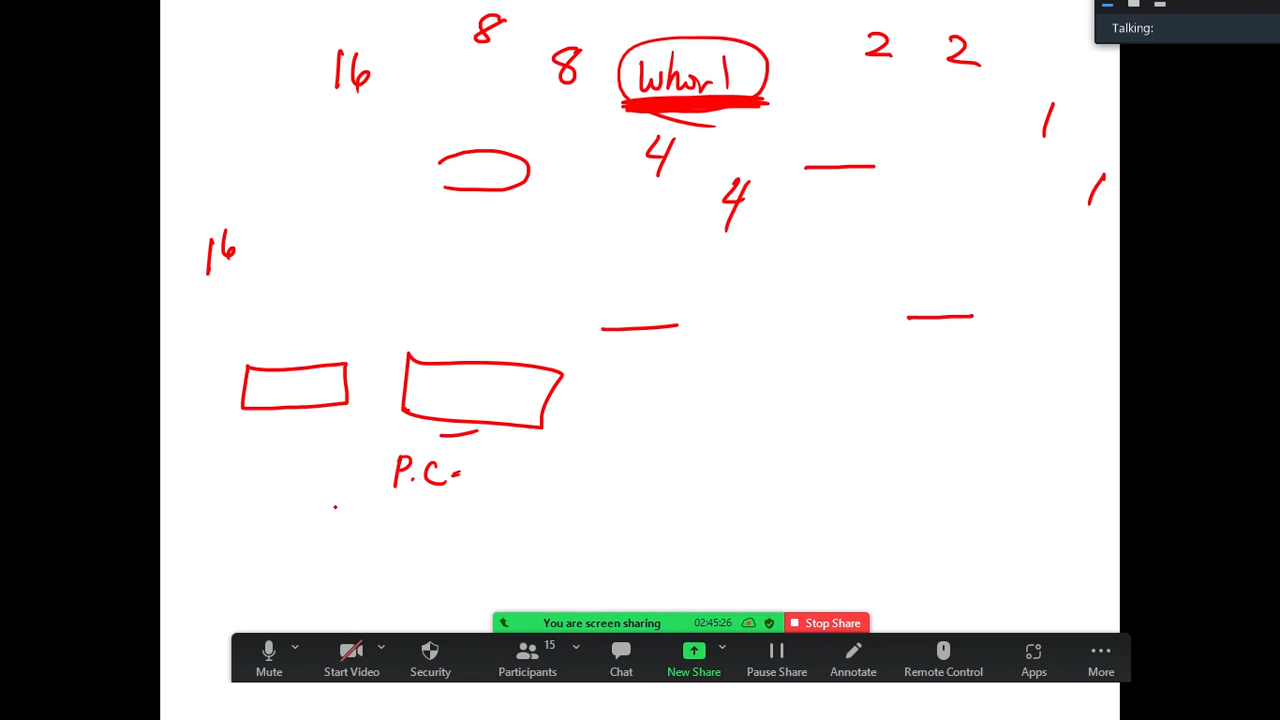 Talking:
8
16
8
Whorl
2
2
1
4
4
1
16
P.C.
You are screen sharing
02:45:26
Stop Share
Mute
Start Video
Security
15
Participants
Chat
New Share
Pause Share
Annotate
Remote Control
Apps
More